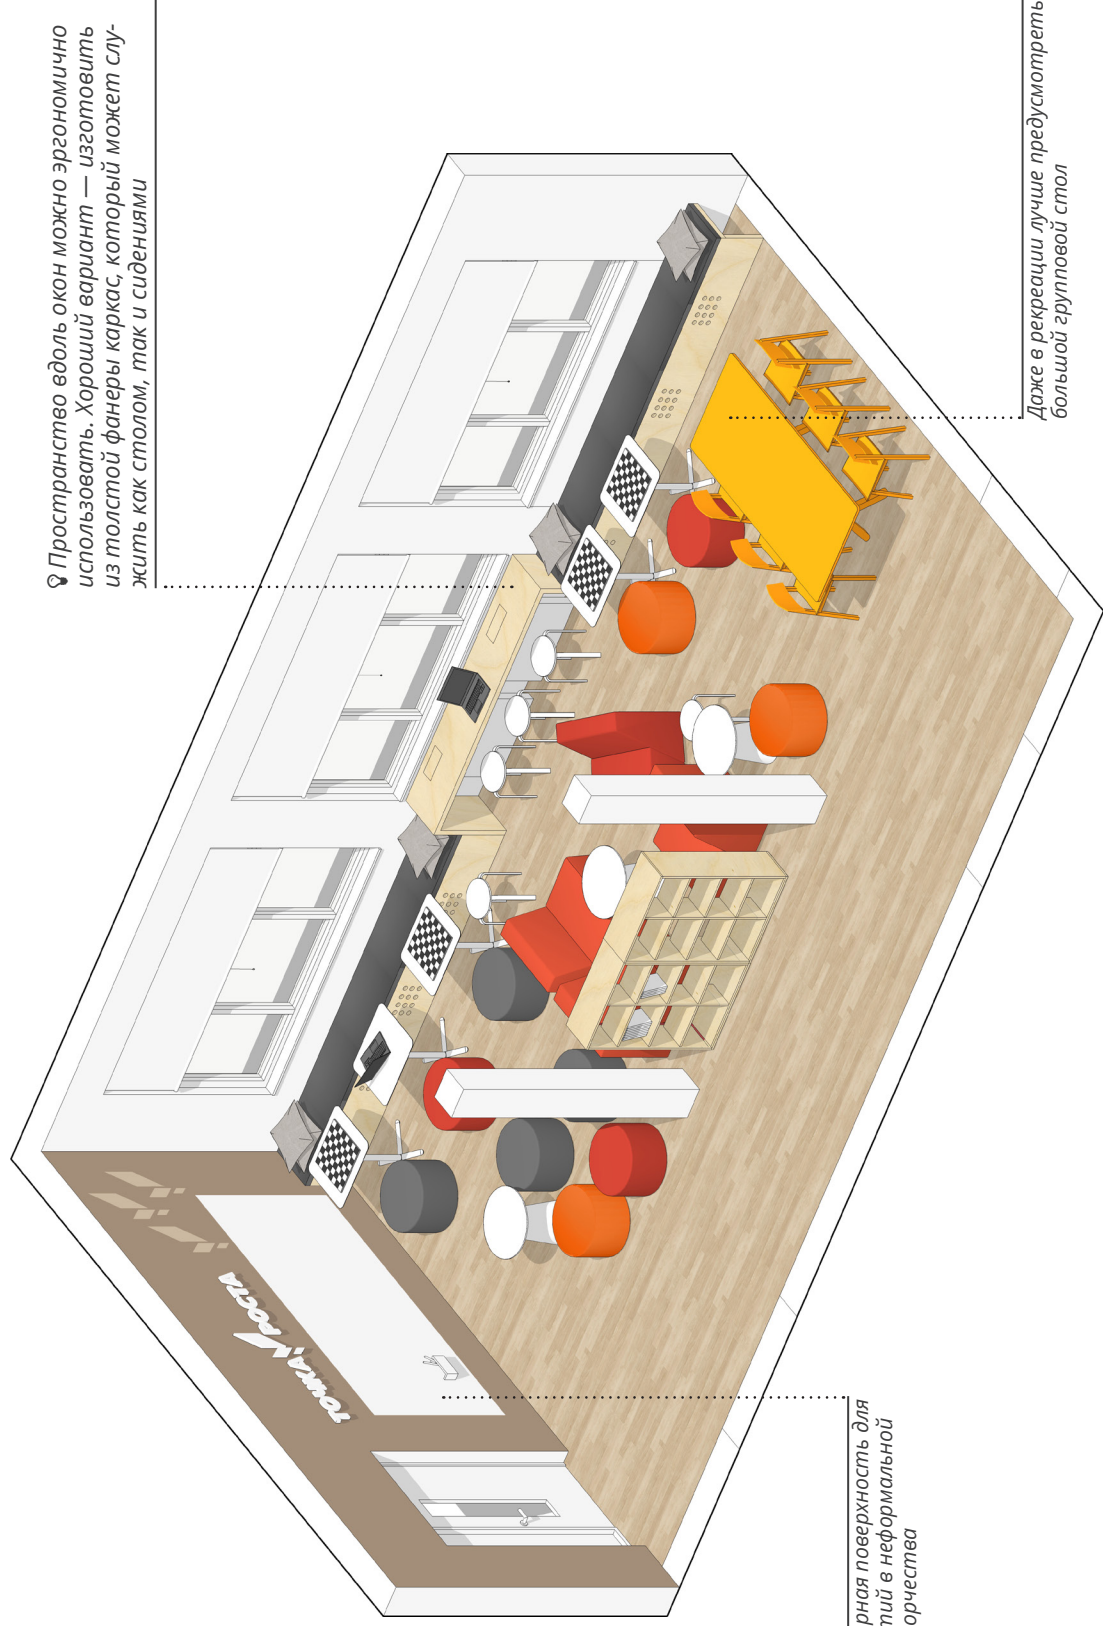 Пространство вдоль окон можно эргономично
использовать. Хороший вариант — изготовить
из толстой фанеры каркас, который может слу-
жить как столом, так и сидениями
Даже в рекреации лучше предусмотреть
большой групповой стол
ТОЧКА РОСТА
рная поверхность для
тий в неформальной
орчества